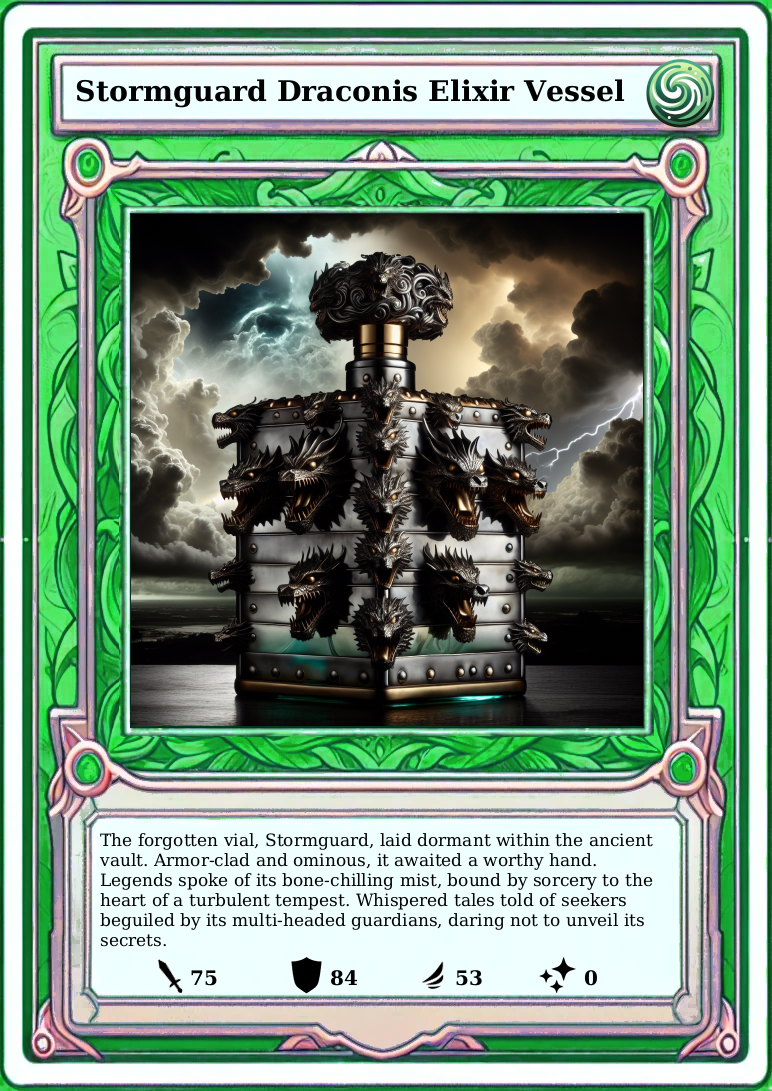 Stormguard Draconis Elixir Vessel
The forgotten vial, Stormguard, laid dormant within the ancient
vault. Armor-clad and ominous, it awaited a worthy hand.
Legends spoke of its bone-chilling mist, bound by sorcery to the
heart of a turbulent tempest. Whispered tales told of seekers
beguiled by its multi-headed guardians, daring not to unveil its
secrets.
75 84 53 0